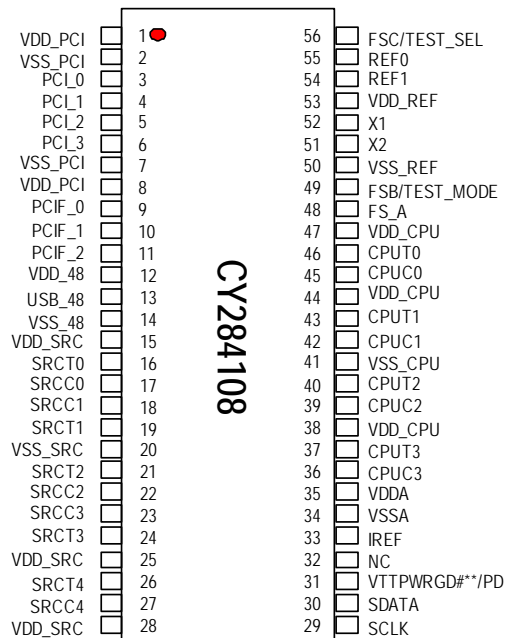 VDD_PCI 1 56 FSC/TEST_SEL
VSS_PCI 2 55 REF0
PCI_0 3 54 REF1
PCI_1 4 53 VDD_REF
PCI_2 5 52 X1
PCI_3 6 51 X2
VSS_PCI 7 50 VSS_REF
VDD_PCI 8 49 FSB/TEST_MODE
PCIF_0 9 48 FS_A
PCIF_1 10 47 VDD_CPU
PCIF_2 11 46 CPUT0
VDD_48 12 45 CPUC0
USB_48 13 44 VDD_CPU
VSS_48 14 43 CPUT1
VDD_SRC 15 42 CPUC1
SRCT0 16 41 VSS_CPU
SRCC0 17 40 CPUT2
SRCC1 18 39 CPUC2
SRCT1 19 38 VDD_CPU
VSS_SRC 20 37 CPUT3
SRCT2 21 36 CPUC3
SRCC2 22 35 VDDA
SRCC3 23 34 VSSA
SRCT3 24 33 IREF
VDD_SRC 25 32 NC
SRCT4 26 31 VTTPWRGD#**/PD
SRCC4 27 30 SDATA
VDD_SRC 28 29 SCLK
CY284108